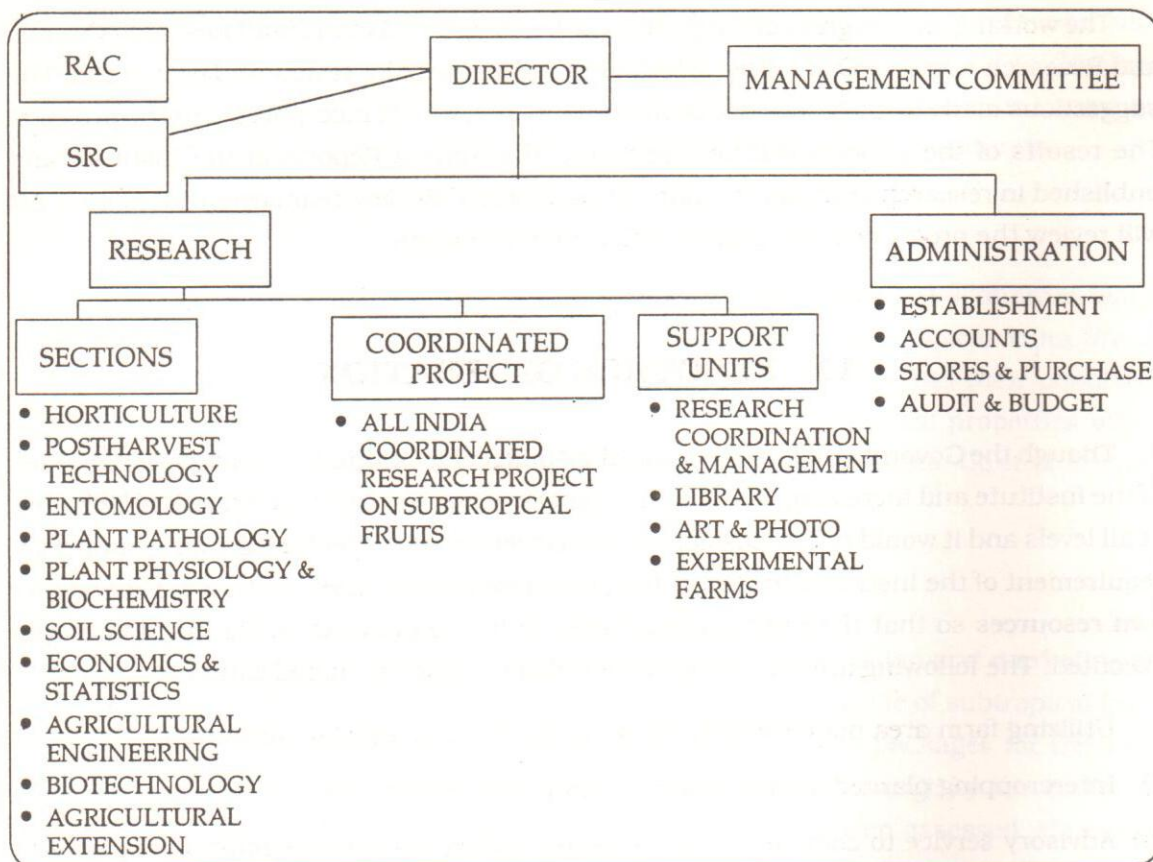 RAC
DIRECTOR
MANAGEMENT COMMITTEE
SRC
RESEARCH
ADMINISTRATION
• ESTABLISHMENT
• ACCOUNTS
• STORES & PURCHASE
• AUDIT & BUDGET
SECTIONS
• HORTICULTURE
• POSTHARVEST
TECHNOLOGY
• ENTOMOLOGY
• PLANT PATHOLOGY
• PLANT PHYSIOLOGY &
BIOCHEMISTRY
• SOIL SCIENCE
• ECONOMICS &
STATISTICS
• AGRICULTURAL
ENGINEERING
• BIOTECHNOLOGY
• AGRICULTURAL
EXTENSION
COORDINATED
PROJECT
• ALL INDIA
COORDINATED
RESEARCH PROJECT
ON SUBTROPICAL
FRUITS
SUPPORT
UNITS
• RESEARCH
COORDINATION
& MANAGEMENT
• LIBRARY
• ART & PHOTO
• EXPERIMENTAL
FARMS